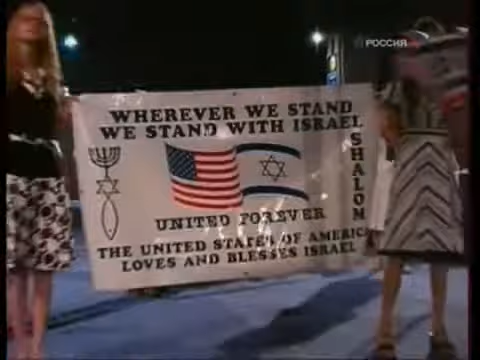 РОССИЯ
WHEREVER WE STAND
WE STAND WITH ISRAEL
SHALOM
UNITED FOREVER
THE UNITED STATES OF AMERICA
LOVES AND BLESSES ISRAEL